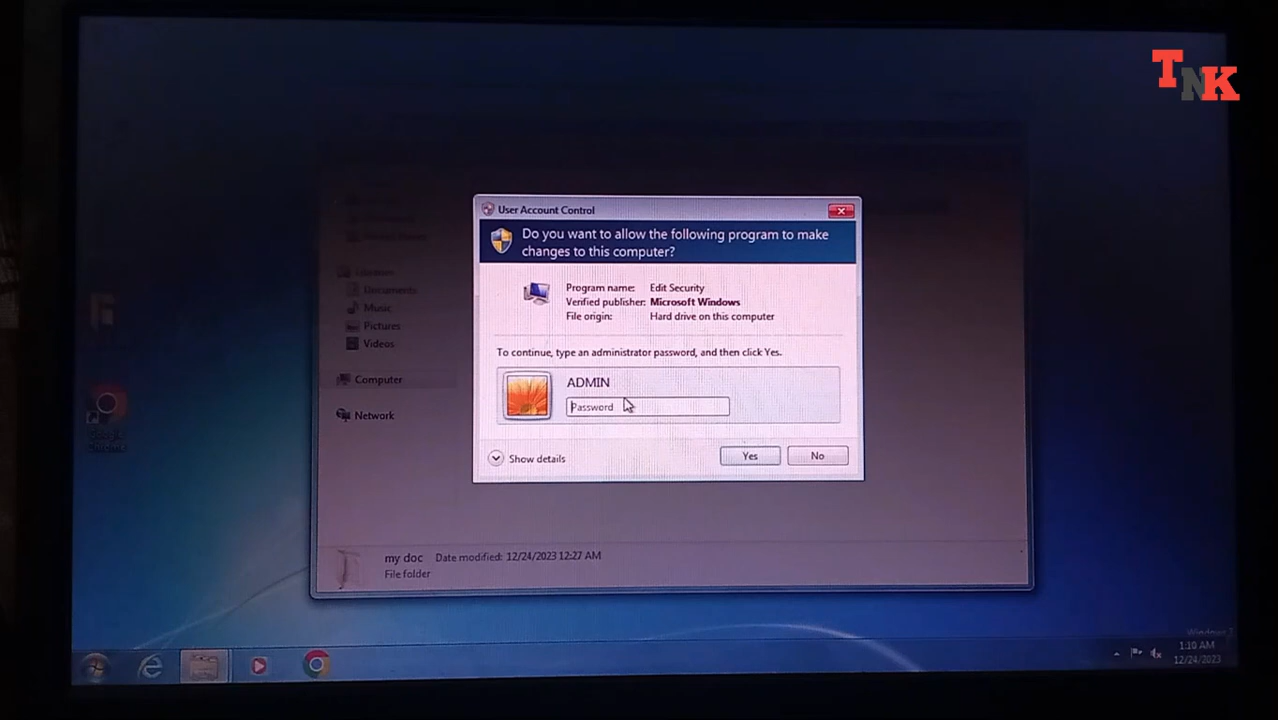 TNK
User Account Control
Do you want to allow the following program to make
changes to this computer?
Program name: Edit Security
Verified publisher: Microsoft Windows
File origin: Hard drive on this computer
To continue, type an administrator password, and then click Yes.
ADMIN
Password
Show details
Yes
No
Documents
Music
Pictures
Videos
Computer
Network
my doc Date modified: 12/24/2023 12:27 AM
File folder
1:10 AM
12/24/2023